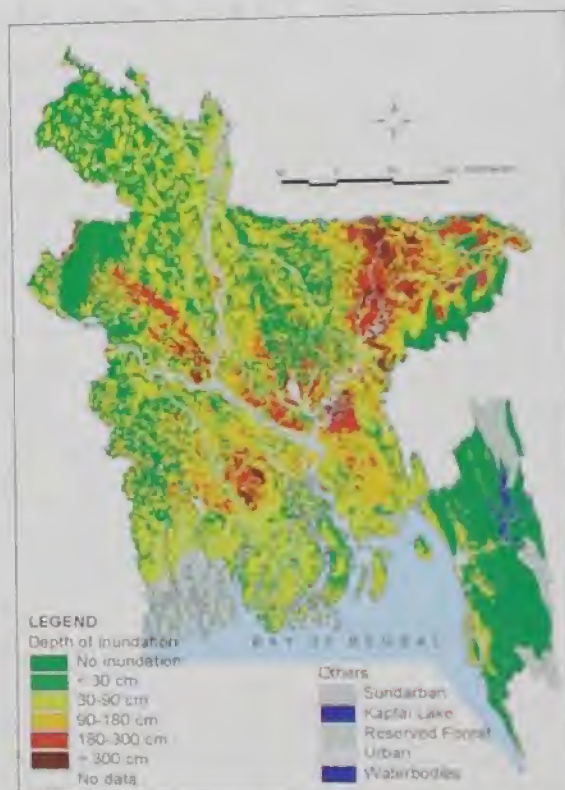 BAY OF BENGAL
LEGEND
Depth of inundation
No inundation
< 30 cm
30-90 cm
90-180 cm
180-300 cm
> 300 cm
No data
Others
Sundarban
Kaptai Lake
Reserved Forest
Urban
Waterbodies